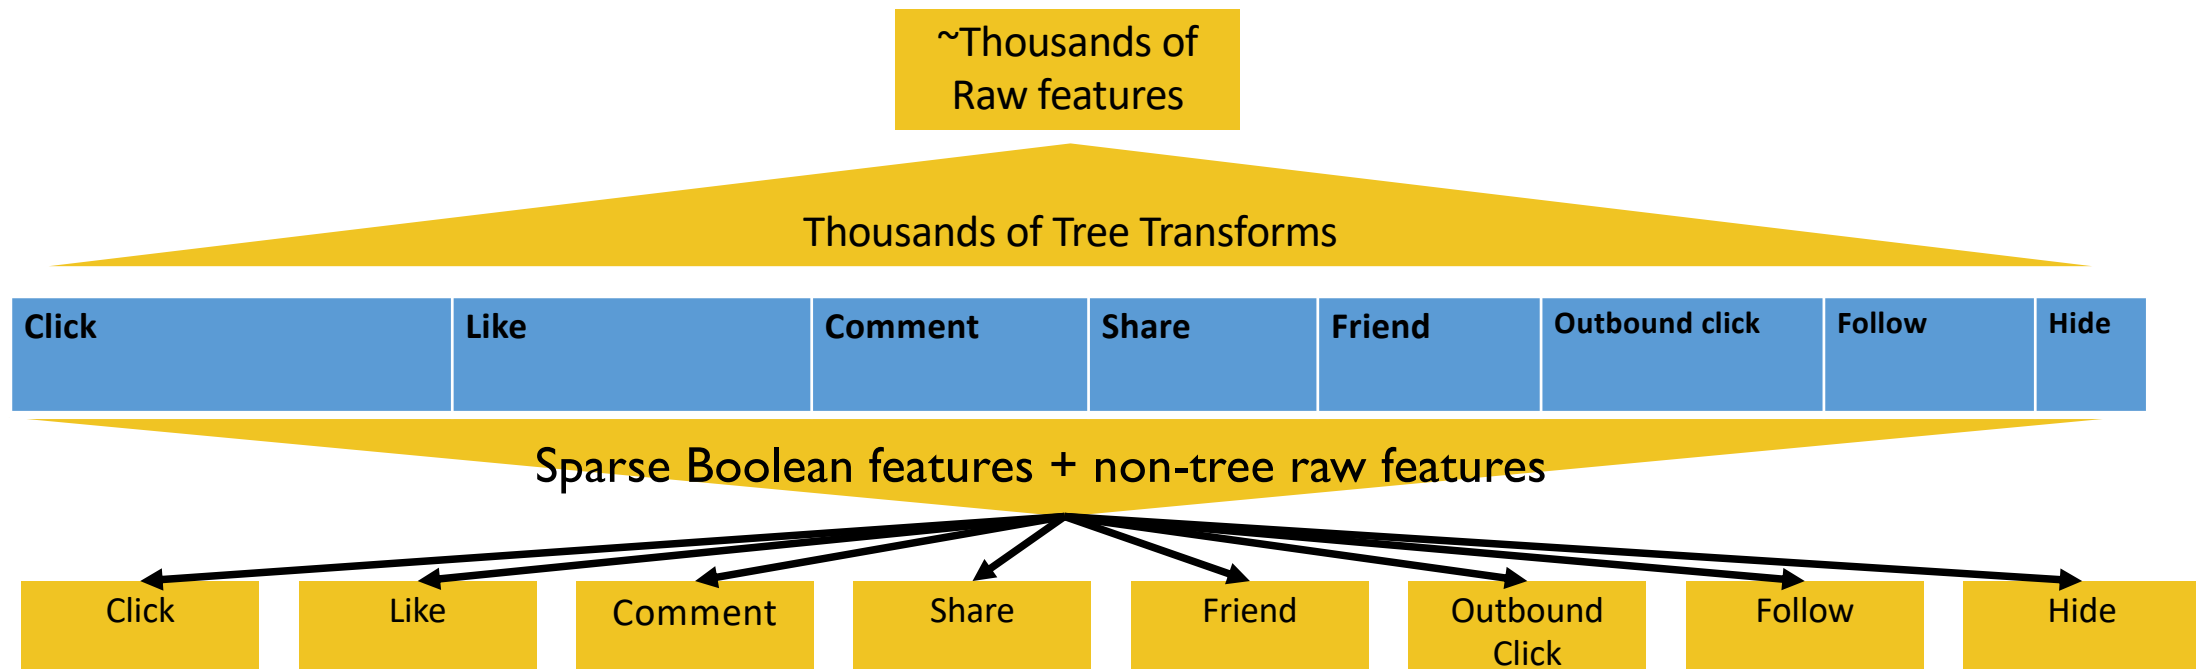 ~Thousands of
Raw features
Thousands of Tree Transforms
Click
Like
Comment
Share
Friend
Outbound click
Follow
Hide
Sparse Boolean features + non-tree raw features
Click
Like
Comment
Share
Friend
Outbound
Click
Follow
Hide